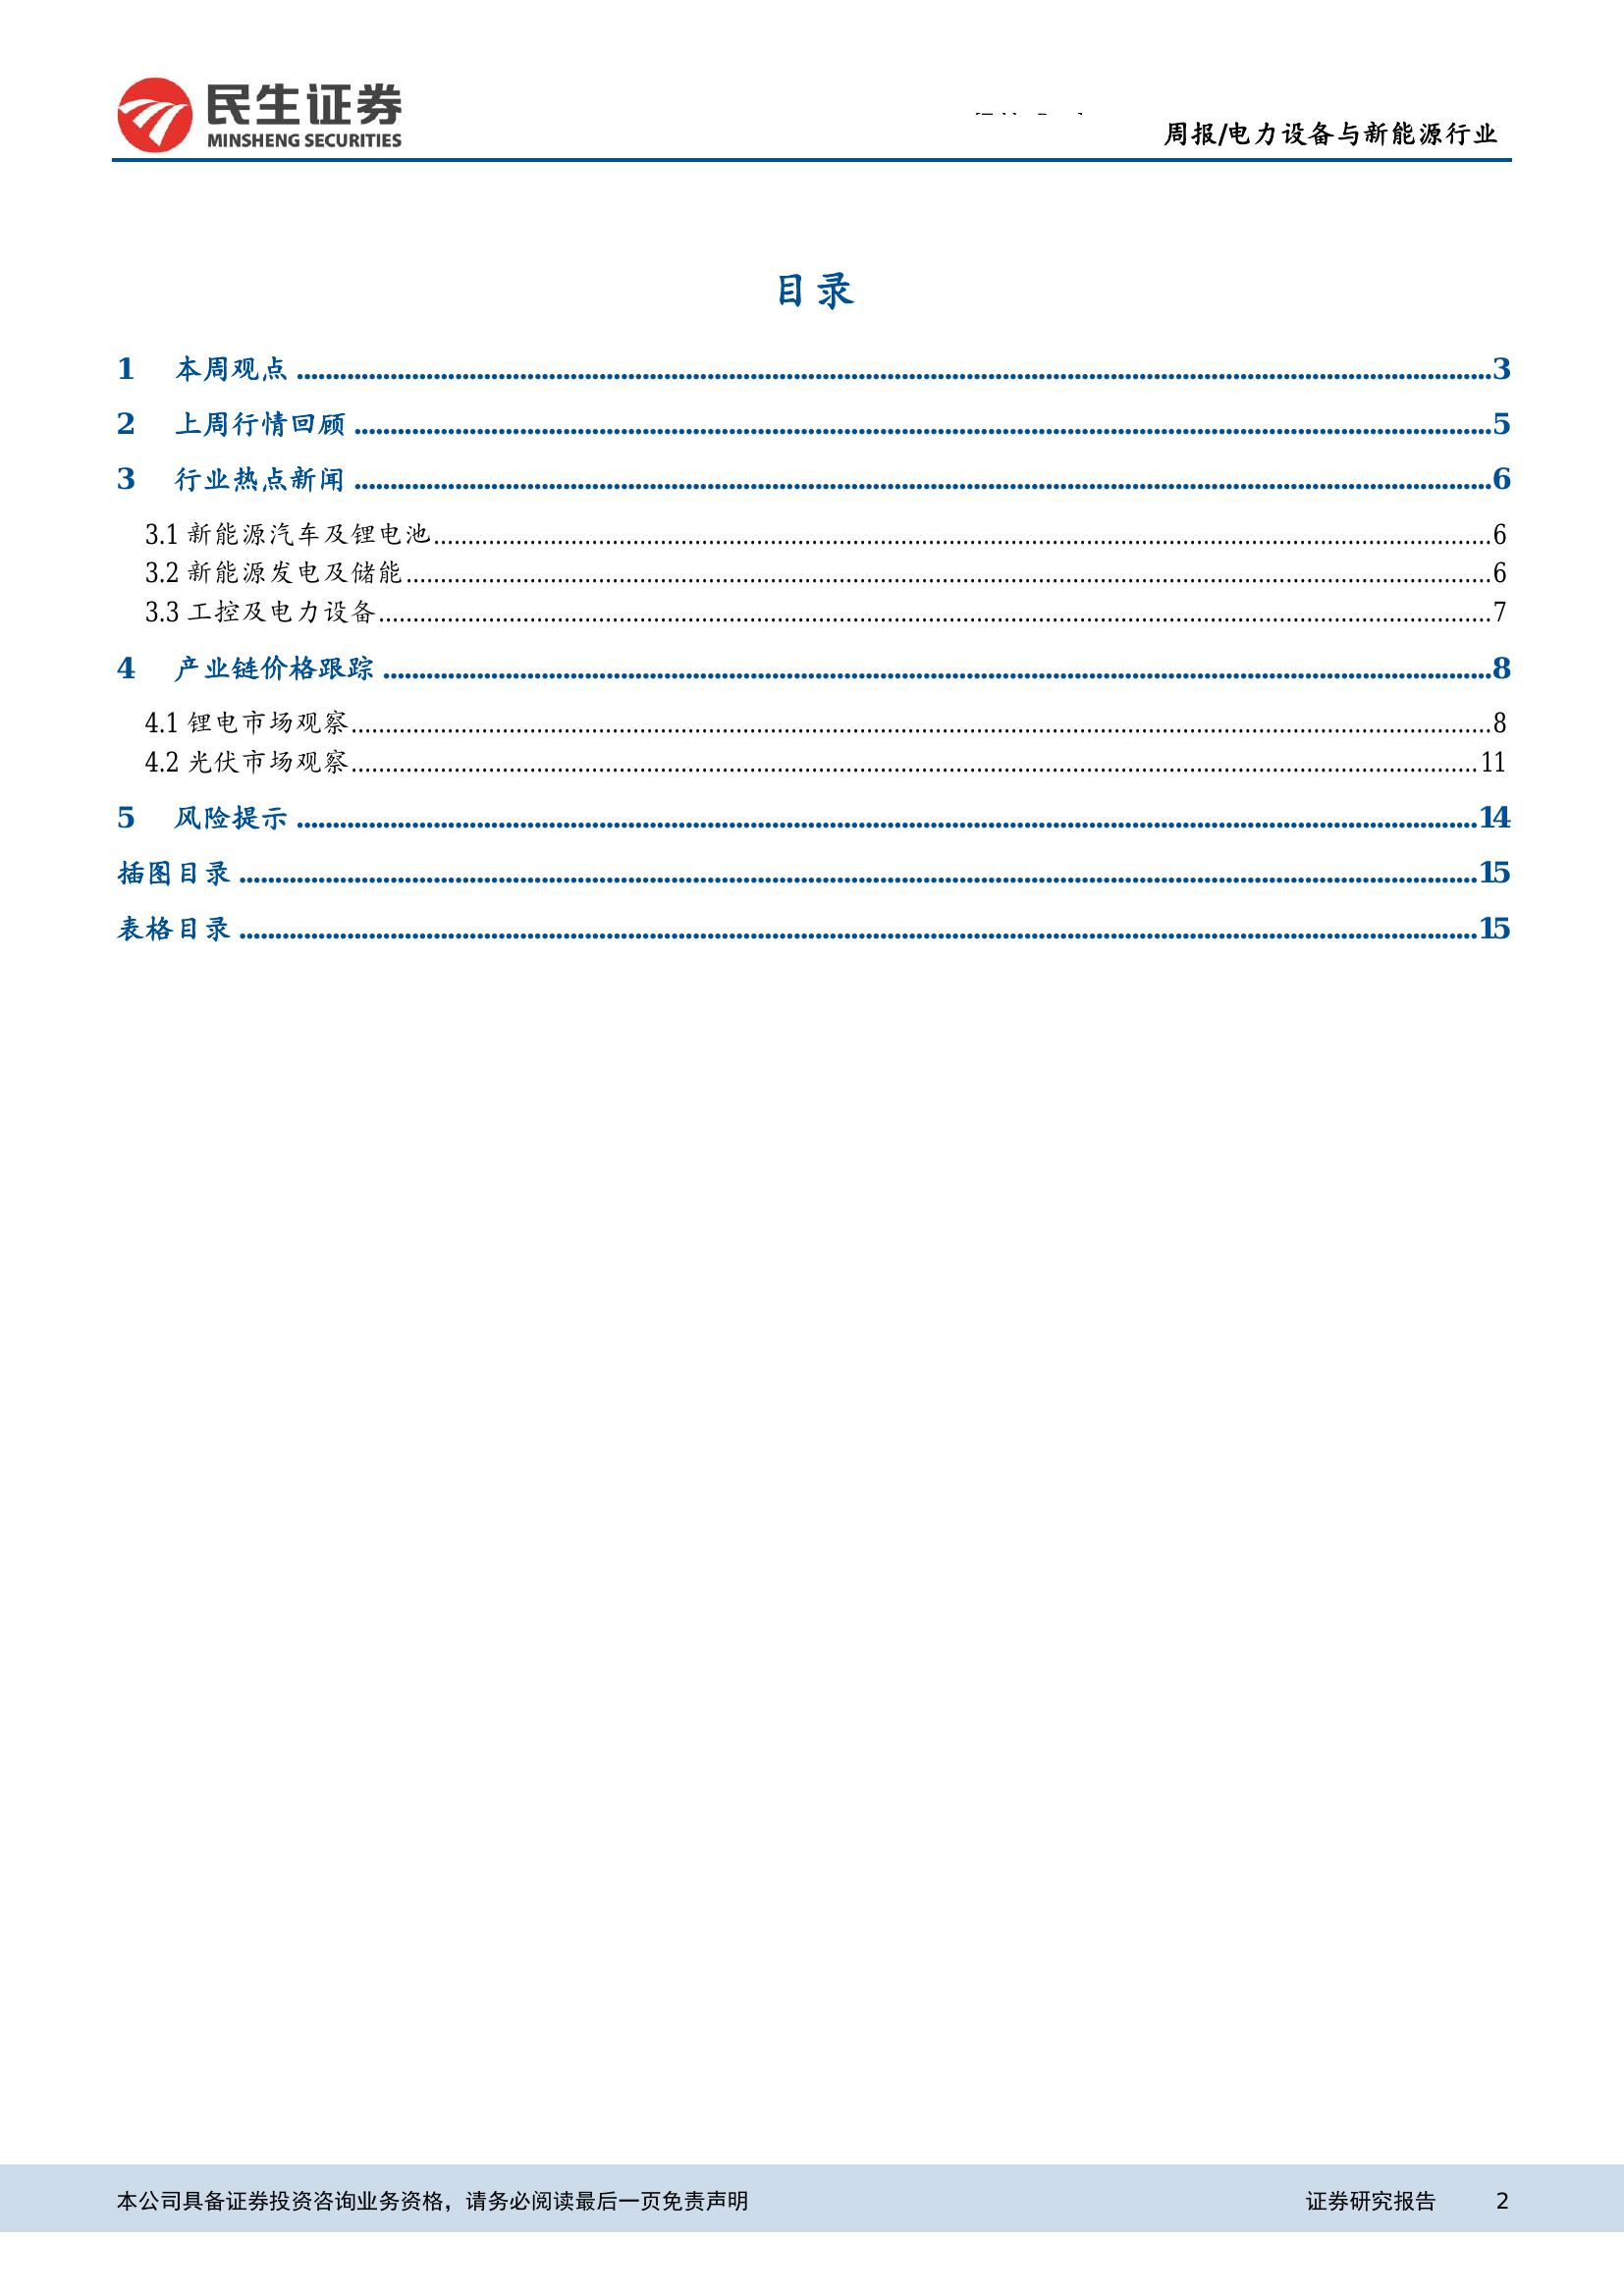 民生证券
MINSHENG SECURITIES
周报/电力设备与新能源行业
目录
1 本周观点 ........ 3
2 上周行情回顾 ........ 5
3 行业热点新闻 ........ 6
3.1 新能源汽车及锂电池 ........ 6
3.2 新能源发电及储能 ........ 6
3.3 工控及电力设备 ........ 7
4 产业链价格跟踪 ........ 8
4.1 锂电市场观察 ........ 8
4.2 光伏市场观察 ........ 11
5 风险提示 ........ 14
插图目录 ........ 15
表格目录 ........ 15
本公司具备证券投资咨询业务资格，请务必阅读最后一页免责声明 证券研究报告 2